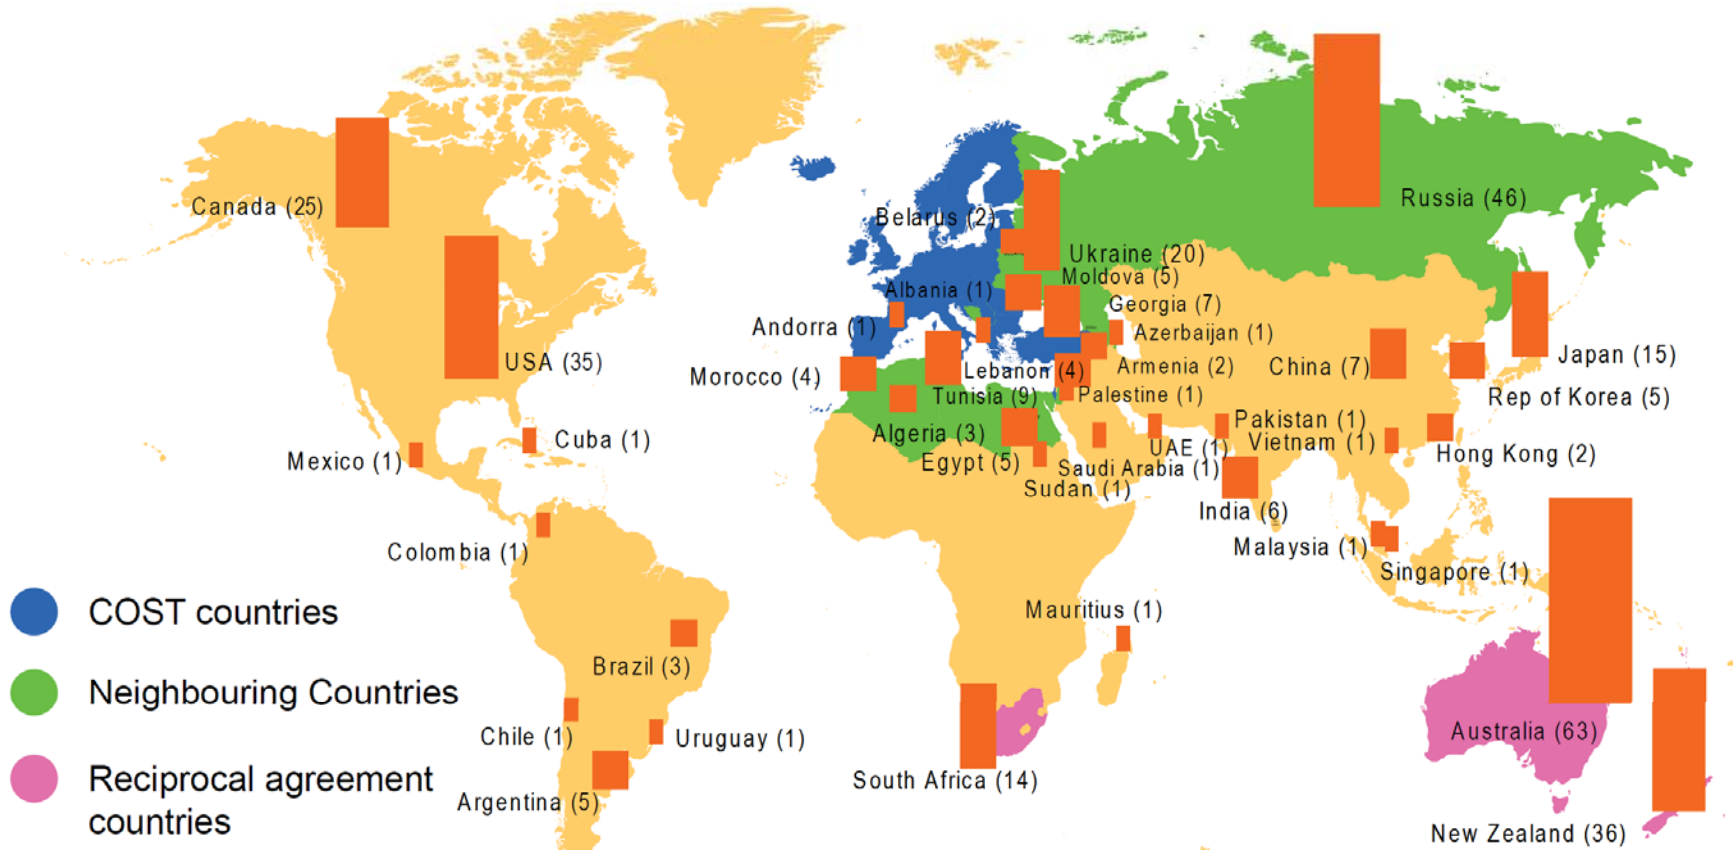 Canada (25)
Russia (46)
Belarus (2)
Ukraine (20)
Moldova (5)
Albania (1)
Georgia (7)
Andorra (1)
Azerbaijan (1)
USA (35)
Morocco (4)
Lebanon (4)
Armenia (2)
China (7)
Japan (15)
Tunisia (9)
Palestine (1)
Rep of Korea (5)
Pakistan (1)
Algeria (3)
Cuba (1)
UAE (1)
Vietnam (1)
Hong Kong (2)
Mexico (1)
Egypt (5)
Saudi Arabia (1)
Sudan (1)
India (6)
Colombia (1)
Malaysia (1)
Singapore (1)
COST countries
Mauritius (1)
Brazil (3)
Neighbouring Countries
Chile (1)
Uruguay (1)
Australia (63)
South Africa (14)
Reciprocal agreement
countries
Argentina (5)
New Zealand (36)